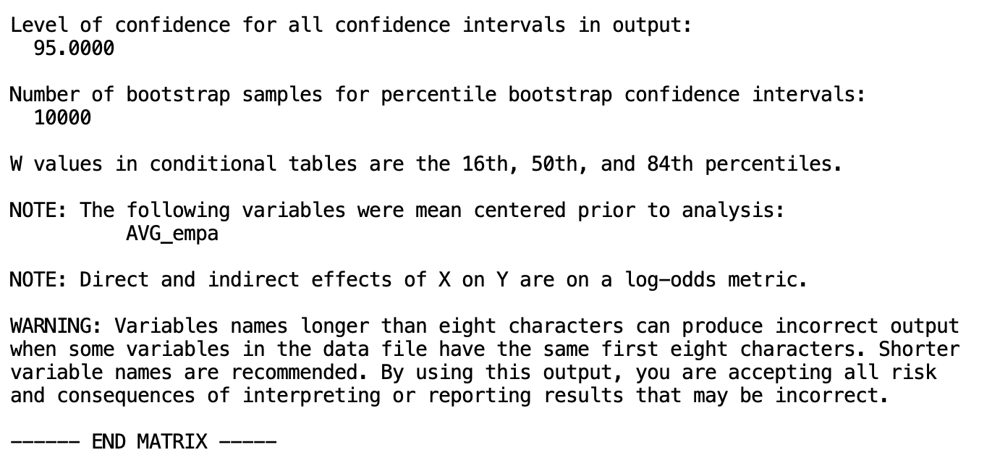 Level of confidence for all confidence intervals in output:
95.0000
Number of bootstrap samples for percentile bootstrap confidence intervals:
10000
W values in conditional tables are the 16th, 50th, and 84th percentiles.
NOTE: The following variables were mean centered prior to analysis:
AVG_empa
NOTE: Direct and indirect effects of X on Y are on a log-odds metric.
WARNING: Variables names longer than eight characters can produce incorrect output
when some variables in the data file have the same first eight characters. Shorter
variable names are recommended. By using this output, you are accepting all risk
and consequences of interpreting or reporting results that may be incorrect.
------ END MATRIX -----